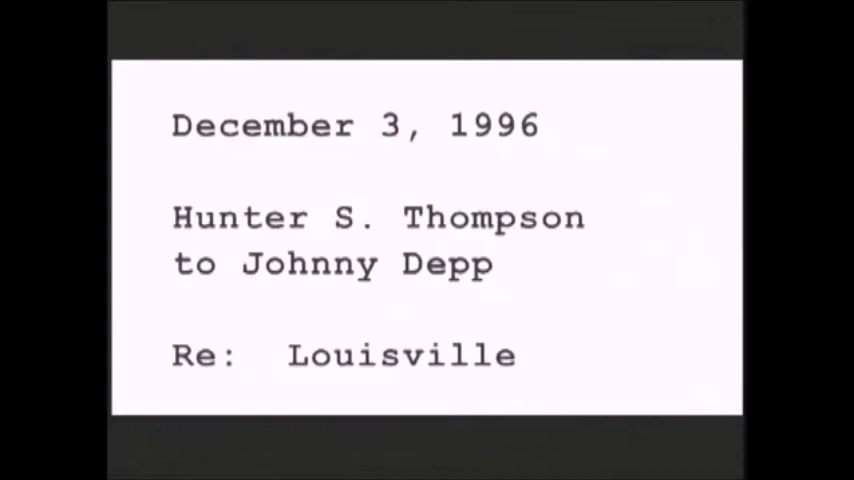 December 3, 1996
Hunter S. Thompson
to Johnny Depp
Re: Louisville